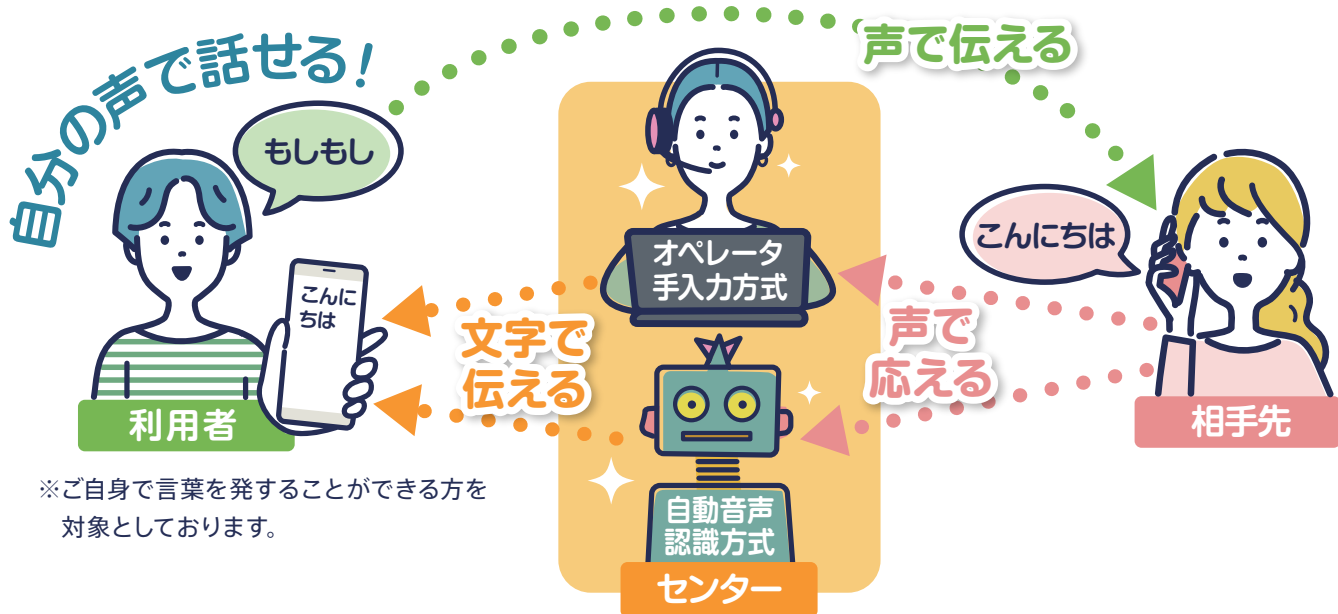 自分の声で話せる！
もしもし
声で伝える
こんにちは
オペレータ
手入力方式
こんに
ちは
文字で
伝える
声で
応える
利用者
相手先
※ご自身で言葉を発することができる方を
対象としております。
自動音声
認識方式
センター